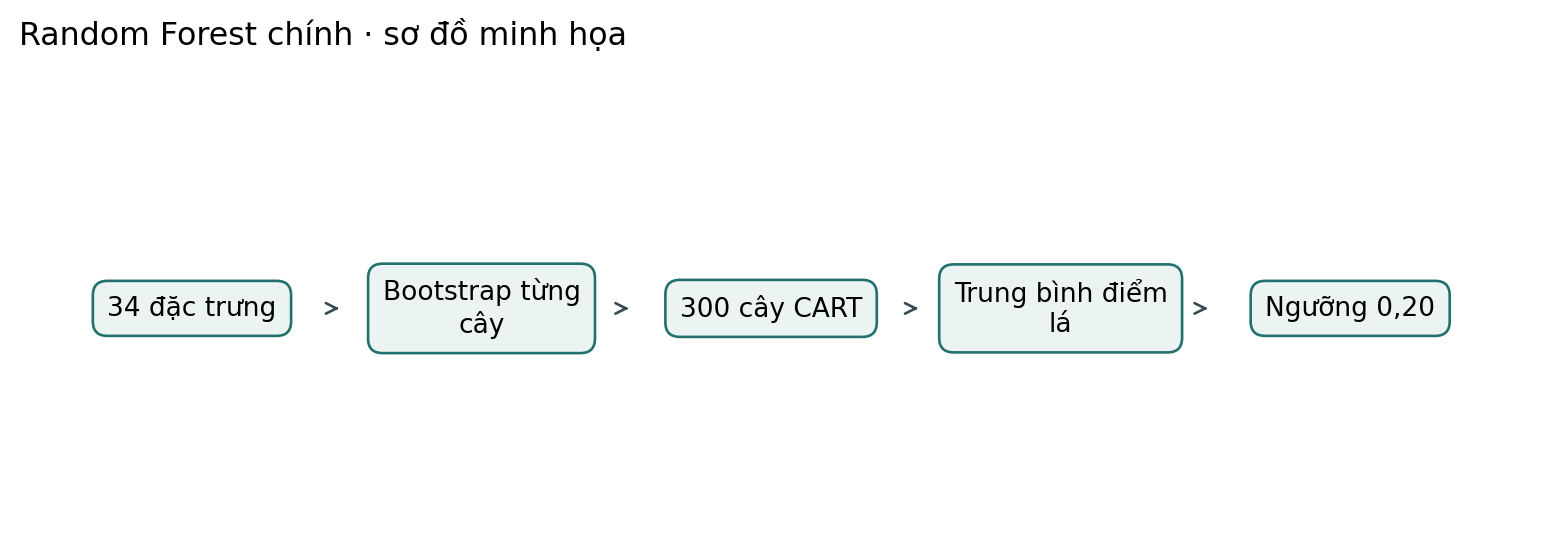 Random Forest chính · sơ đồ minh họa
34 đặc trưng
Bootstrap từng
cây
300 cây CART
Trung bình điểm
lá
Ngưỡng 0,20